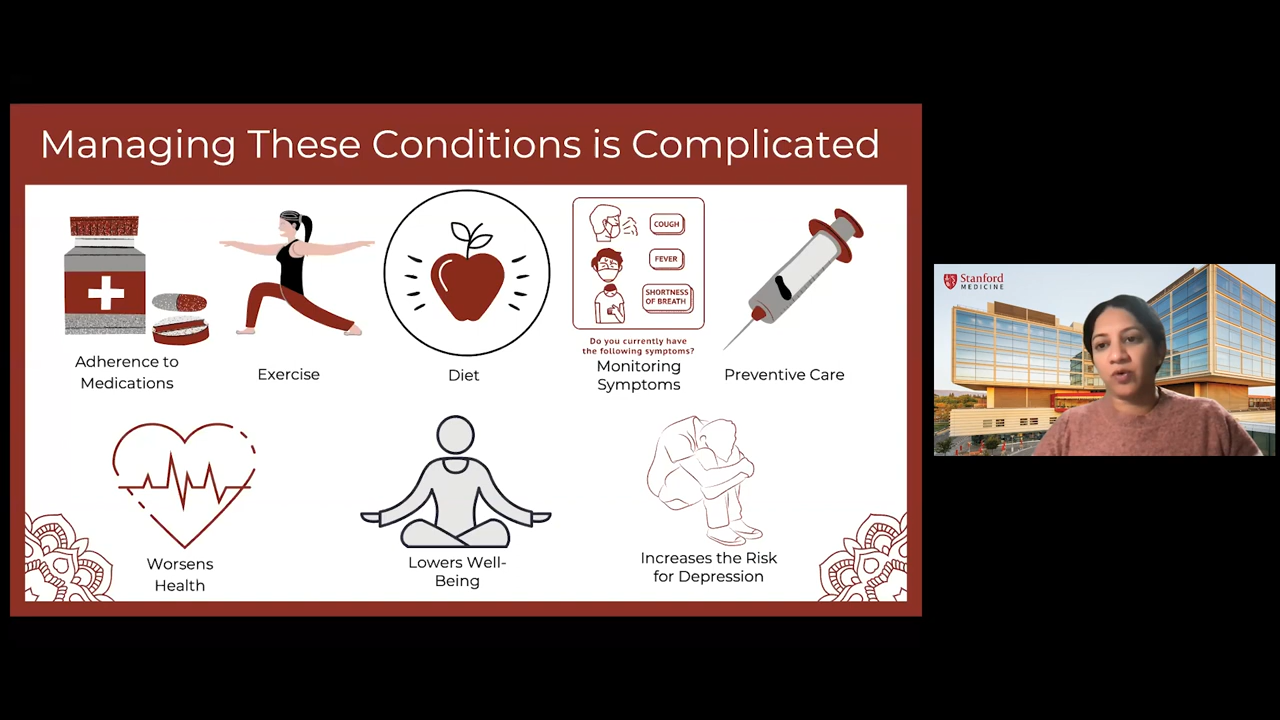 Managing These Conditions is Complicated
COUGH
FEVER
SHORTNESS
OF BREATH
Do you currently have
the following symptoms?
Adherence to
Medications
Exercise
Diet
Monitoring
Symptoms
Preventive Care
Worsens
Health
Lowers Well-
Being
Increases the Risk
for Depression
Stanford
MEDICINE